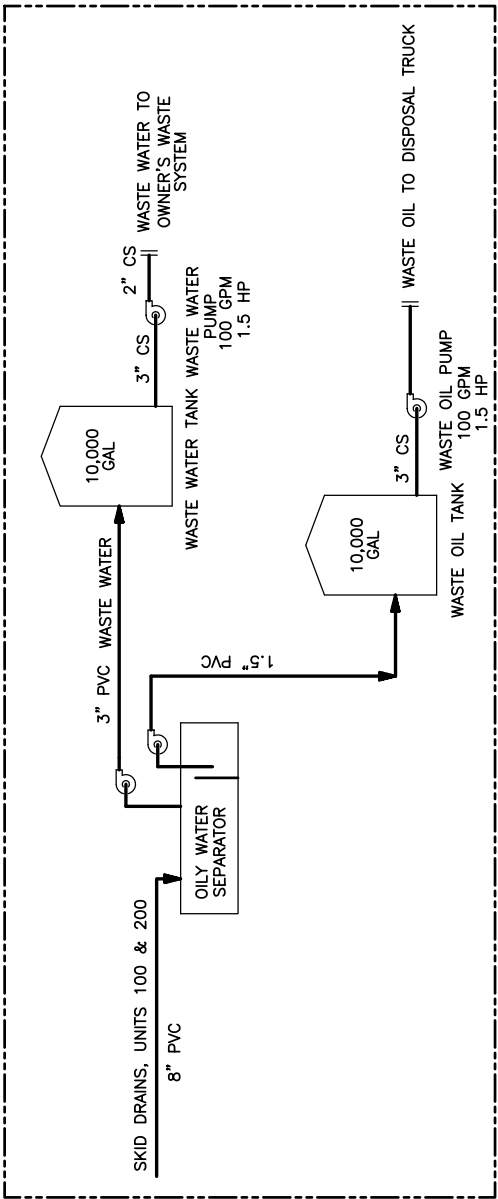 SKID DRAINS, UNITS 100 & 200
8" PVC
OILY WATER
SEPARATOR
3" PVC WASTE WATER
1.5" PVC
10,000
GAL
WASTE WATER TANK
3" CS
2" CS
WASTE WATER
PUMP
100 GPM
1.5 HP
WASTE WATER TO
OWNER'S WASTE
SYSTEM
10,000
GAL
WASTE OIL TANK
3" CS
WASTE OIL PUMP
100 GPM
1.5 HP
WASTE OIL TO DISPOSAL TRUCK